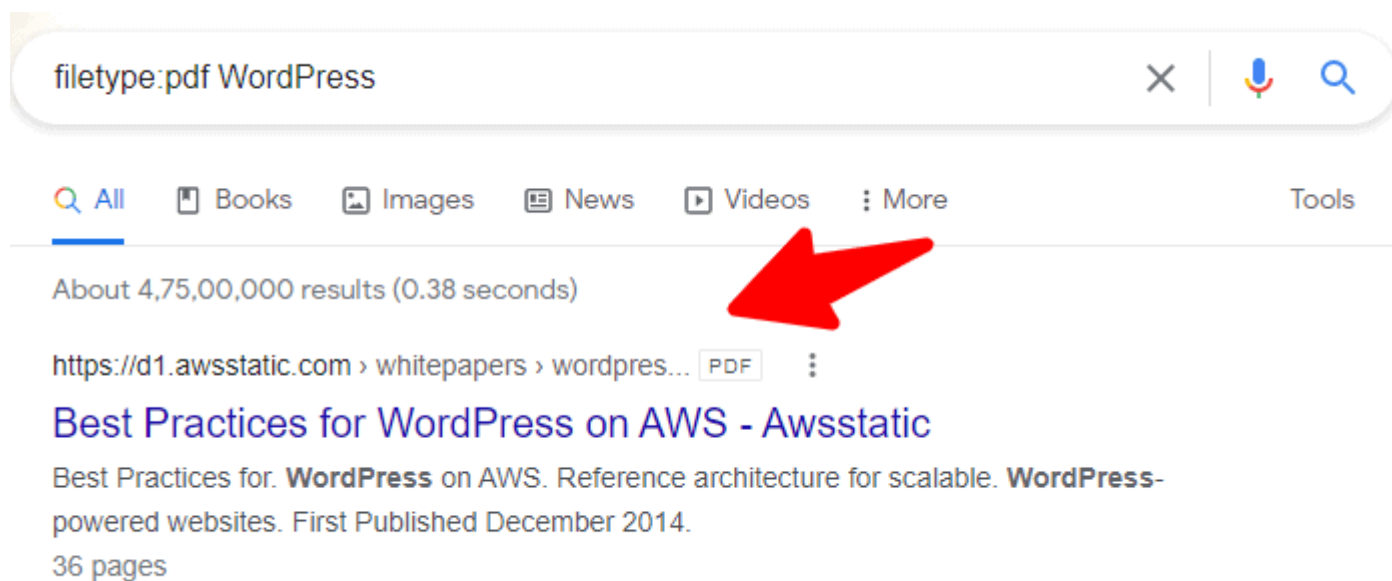 filetype:pdf WordPress
All Books Images News Videos More Tools
About 4,75,00,000 results (0.38 seconds)
https://d1.awsstatic.com › whitepapers › wordpres... PDF
Best Practices for WordPress on AWS - Awsstatic
Best Practices for. WordPress on AWS. Reference architecture for scalable. WordPress-
powered websites. First Published December 2014.
36 pages